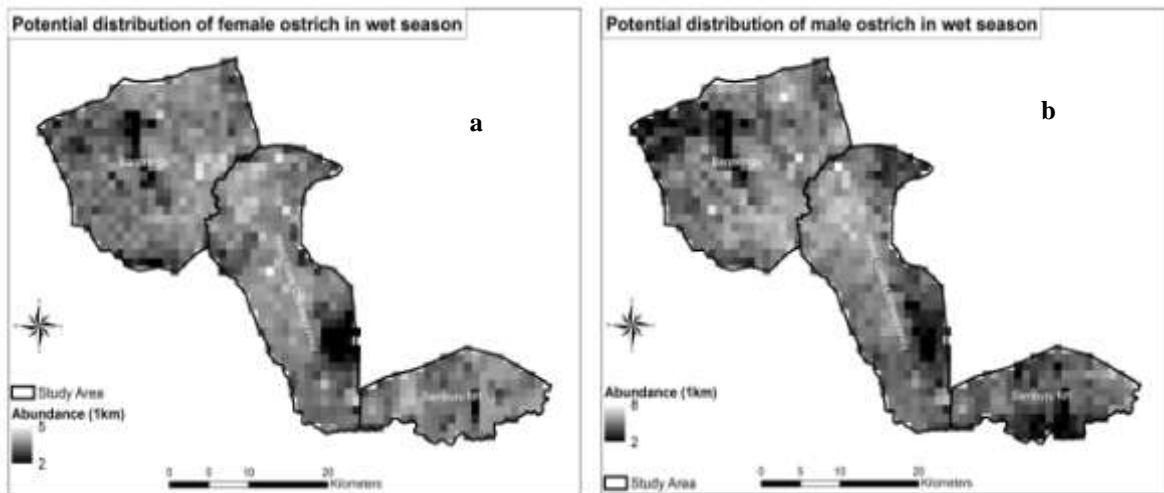 Potential distribution of female ostrich in wet season
a
Study Area
Abundance (1km)
5
2
0 5 10 20
Kilometers
Potential distribution of male ostrich in wet season
b
Abundance (1km)
2
Study Area
0 5 10 20
Kilometers